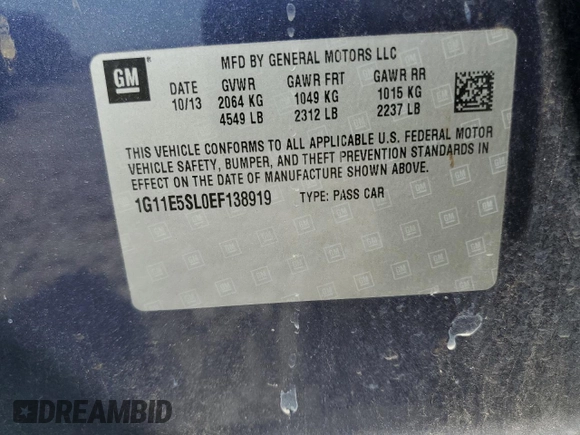 MFD BY GENERAL MOTORS LLC
GM
DATE GVWR GAWR FRT GAWR RR
10/13 2064 KG 1049 KG 1015 KG
4549 LB 2312 LB 2237 LB
THIS VEHICLE CONFORMS TO ALL APPLICABLE U.S. FEDERAL MOTOR
VEHICLE SAFETY, BUMPER, AND THEFT PREVENTION STANDARDS IN
EFFECT ON THE DATE OF MANUFACTURE SHOWN ABOVE.
1G11E5SL0EF138919 TYPE: PASS CAR
DREAMBID